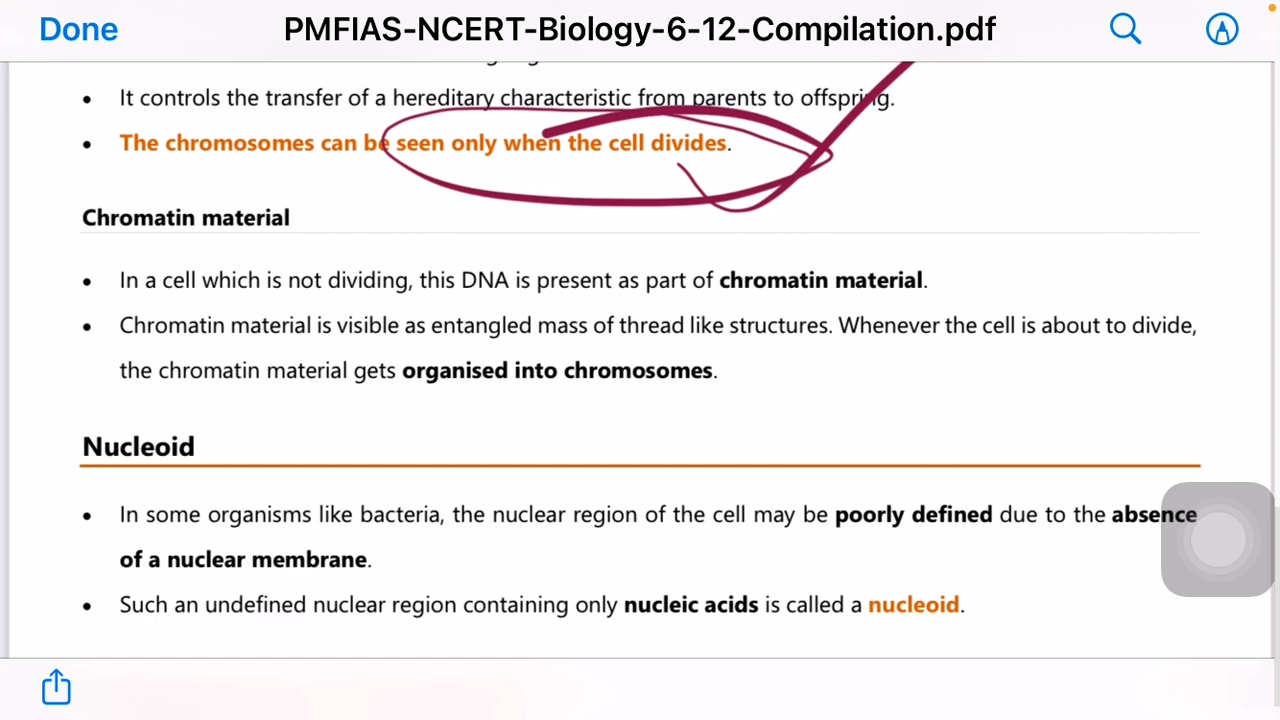 Done
PMFIAS-NCERT-Biology-6-12-Compilation.pdf
• It controls the transfer of a hereditary characteristic from parents to offspring.
• The chromosomes can be seen only when the cell divides.
Chromatin material
• In a cell which is not dividing, this DNA is present as part of chromatin material.
• Chromatin material is visible as entangled mass of thread like structures. Whenever the cell is about to divide,
the chromatin material gets organised into chromosomes.
Nucleoid
• In some organisms like bacteria, the nuclear region of the cell may be poorly defined due to the absence
of a nuclear membrane.
• Such an undefined nuclear region containing only nucleic acids is called a nucleoid.